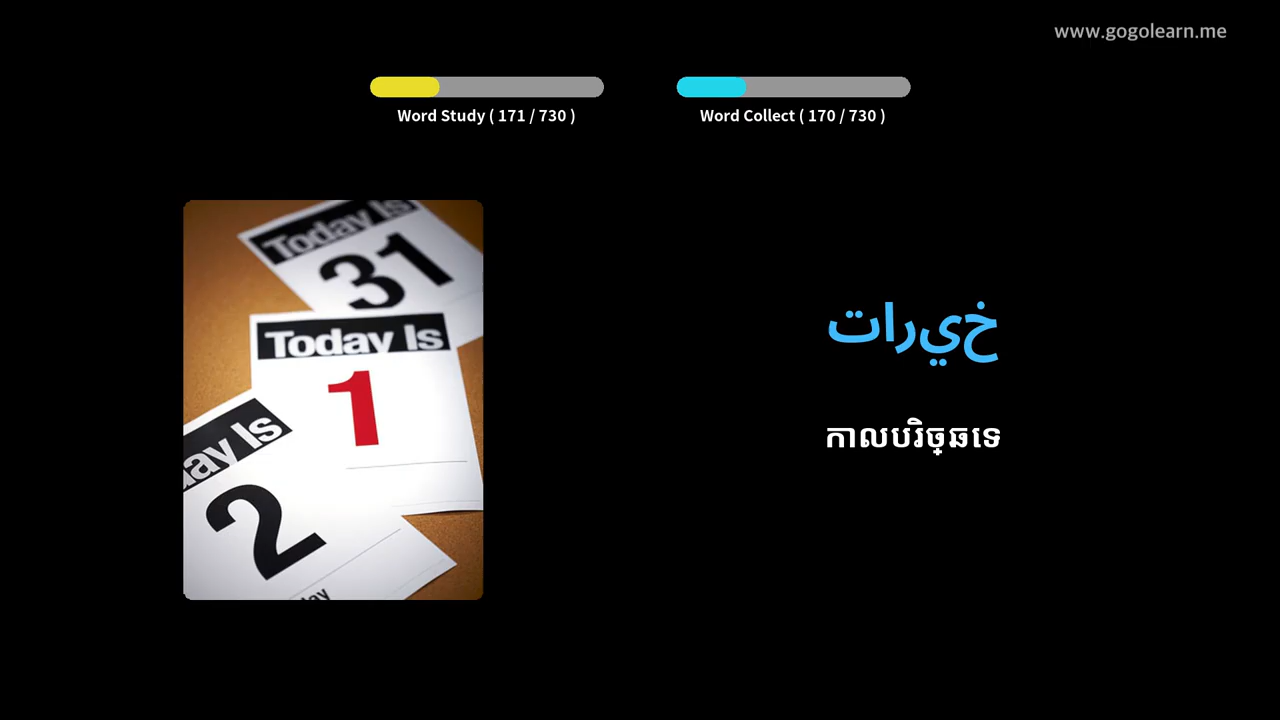 www.gogolearn.me
Word Study ( 171 / 730 )
Word Collect ( 170 / 730 )
Today Is
31
Today Is
1
ay Is
2
تاريخ
កាលបរិច្ឆេទ